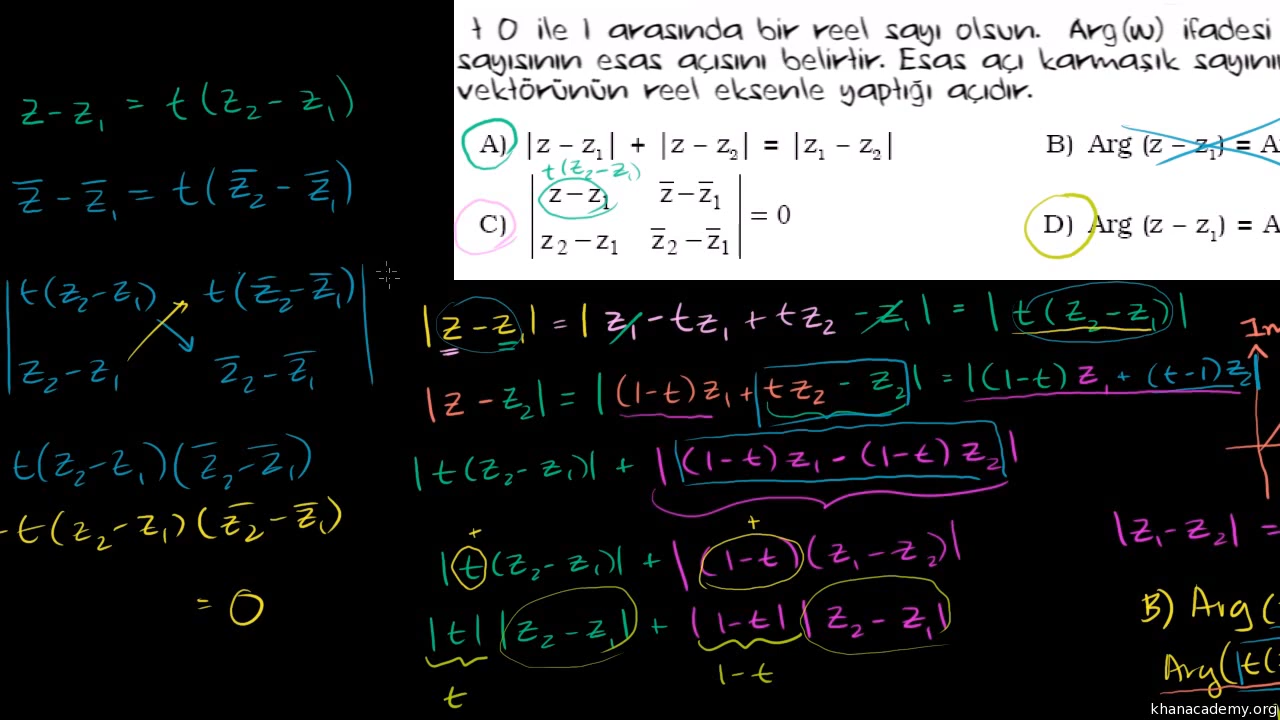 t 0 ile 1 arasında bir reel sayı olsun. Arg(w) ifadesi
sayısının esas açısını belirtir. Esas açı karmaşık
vektörünün reel eksenle yaptığı açıdır.
A) |z − z₁| + |z − z₂| = |z₁ − z₂|
B) Arg (z − z₁) = A
t(z₂−z₁)
C) |z−z₁ z̅−z̅₁|
= 0
|z₂−z₁ z̅₂−z̅₁|
D) Arg (z − z₁) = A
z−z₁ = t(z₂−z₁)
z̅−z̅₁ = t(z̅₂−z̅₁)
|t(z₂−z₁) t(z̅₂−z̅₁)|
|z₂−z₁ z̅₂−z̅₁|
t(z₂−z₁)(z̅₂−z̅₁)
−t(z₂−z₁)(z̅₂−z̅₁)
= 0
|z−z₁| = |z₁−tz₁+tz₂−z₁| = |t(z₂−z₁)|
|z−z₂| = |(1−t)z₁+tz₂−z₂| = |(1−t)z₁+(t−1)z₂|
|t(z₂−z₁)| + |(1−t)z₁−(1−t)z₂|
+ +
|t(z₂−z₁)| + |(1−t)(z₁−z₂)|
|t||z₂−z₁| + |1−t||z₂−z₁|
t 1−t
|z₁−z₂| =
B) Arg(
Arg(t(
khanacademy.org